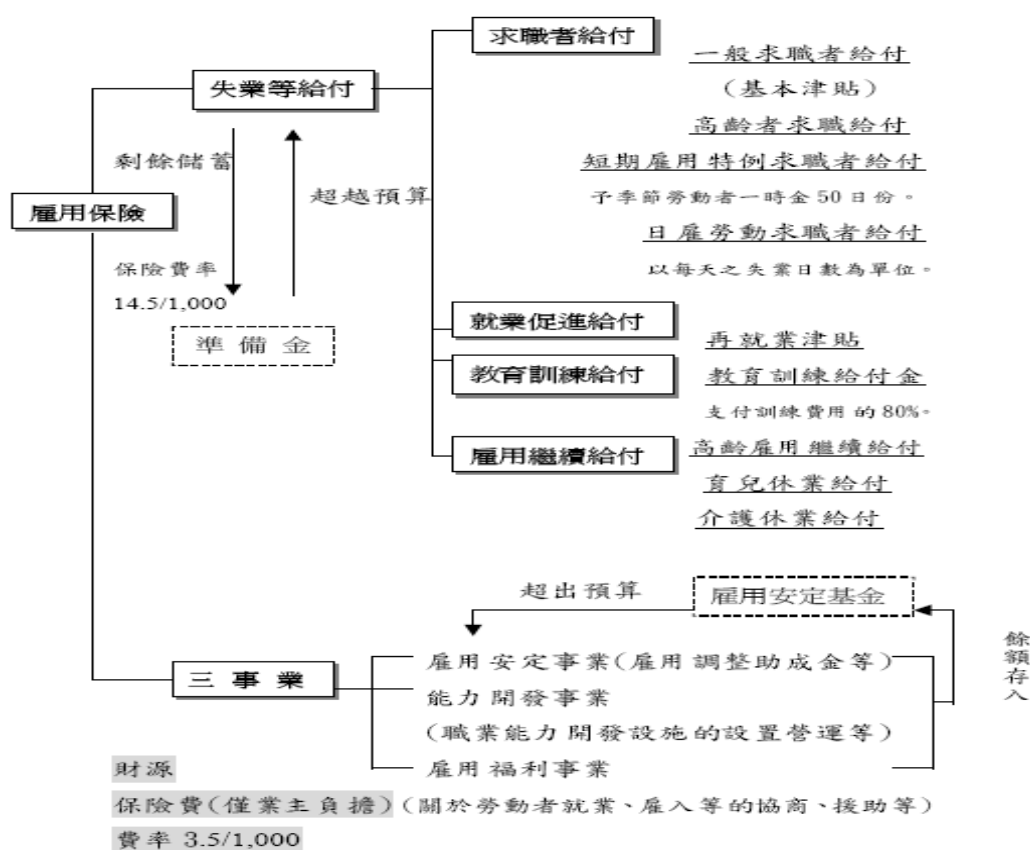 求職者給付
一般求職者給付
(基本津貼)
失業等給付
高齡者求職給付
剩餘儲蓄
短期雇用特例求職者給付
超越預算
予季節勞動者一時金50日份。
雇用保險
日雇勞動求職者給付
保險費率
以每天之失業日數為單位。
14.5/1,000
準備金
就業促進給付
再就業津貼
教育訓練給付
教育訓練給付金
支付訓練費用的80%。
雇用繼續給付
高齡雇用繼續給付
育兒休業給付
介護休業給付
超出預算
雇用安定基金
餘額存入
三事業
雇用安定事業(雇用調整助成金等)
能力開發事業
(職業能力開發設施的設置營運等)
雇用福利事業
財源
保險費(僅業主負擔)(關於勞動者就業、雇入等的協商、援助等)
費率 3.5/1,000